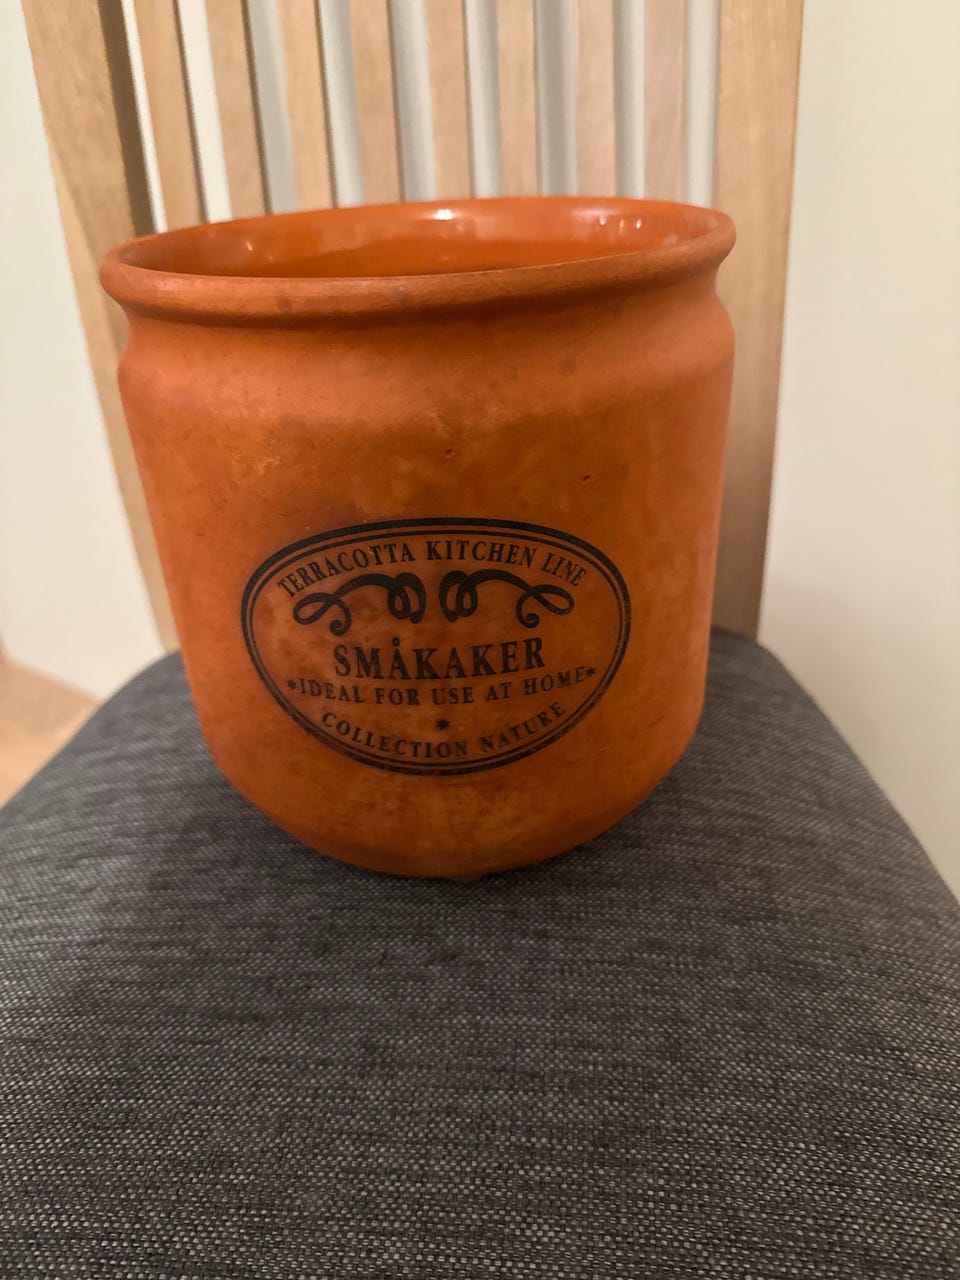 TERRACOTTA KITCHEN LINE
SMÅKAKER
*IDEAL FOR USE AT HOME*
*
COLLECTION NATURE